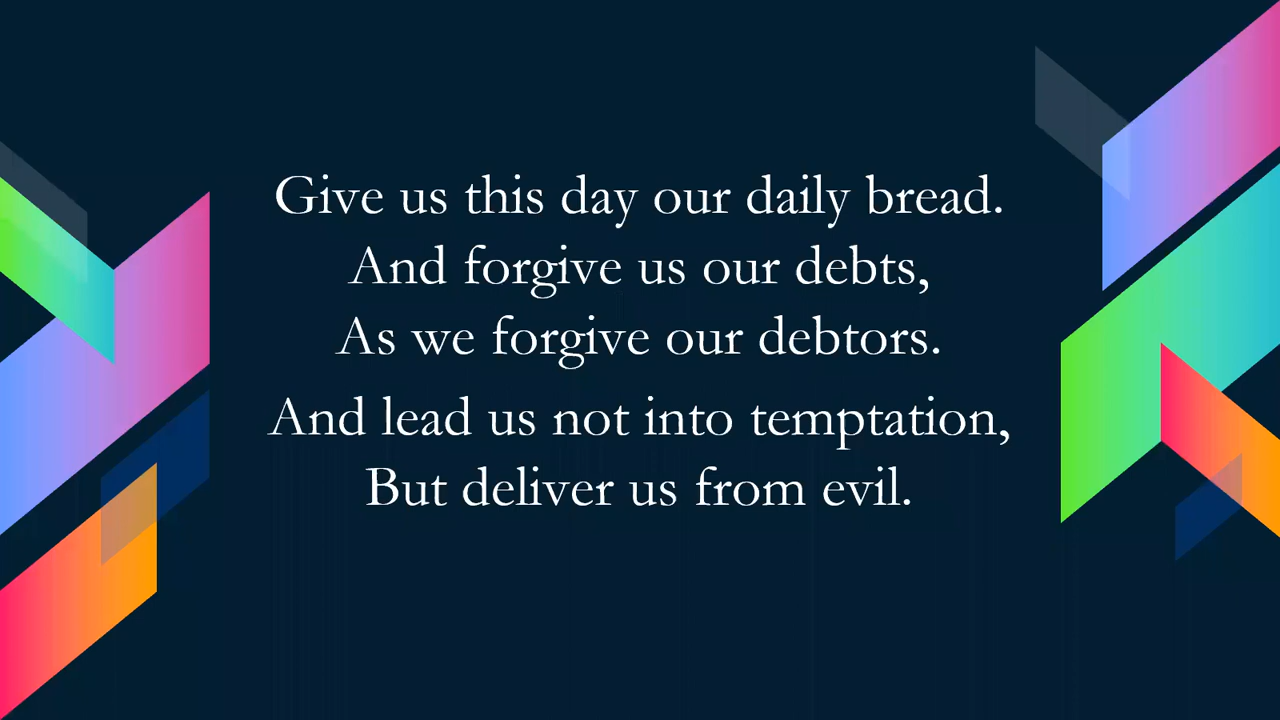 Give us this day our daily bread.
And forgive us our debts,
As we forgive our debtors.
And lead us not into temptation,
But deliver us from evil.